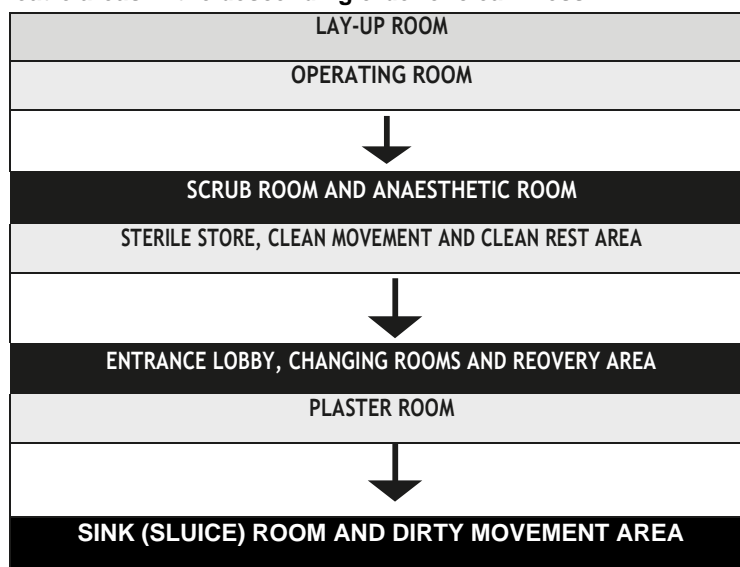 LAY-UP ROOM
OPERATING ROOM
SCRUB ROOM AND ANAESTHETIC ROOM
STERILE STORE, CLEAN MOVEMENT AND CLEAN REST AREA
ENTRANCE LOBBY, CHANGING ROOMS AND REOVERY AREA
PLASTER ROOM
SINK (SLUICE) ROOM AND DIRTY MOVEMENT AREA